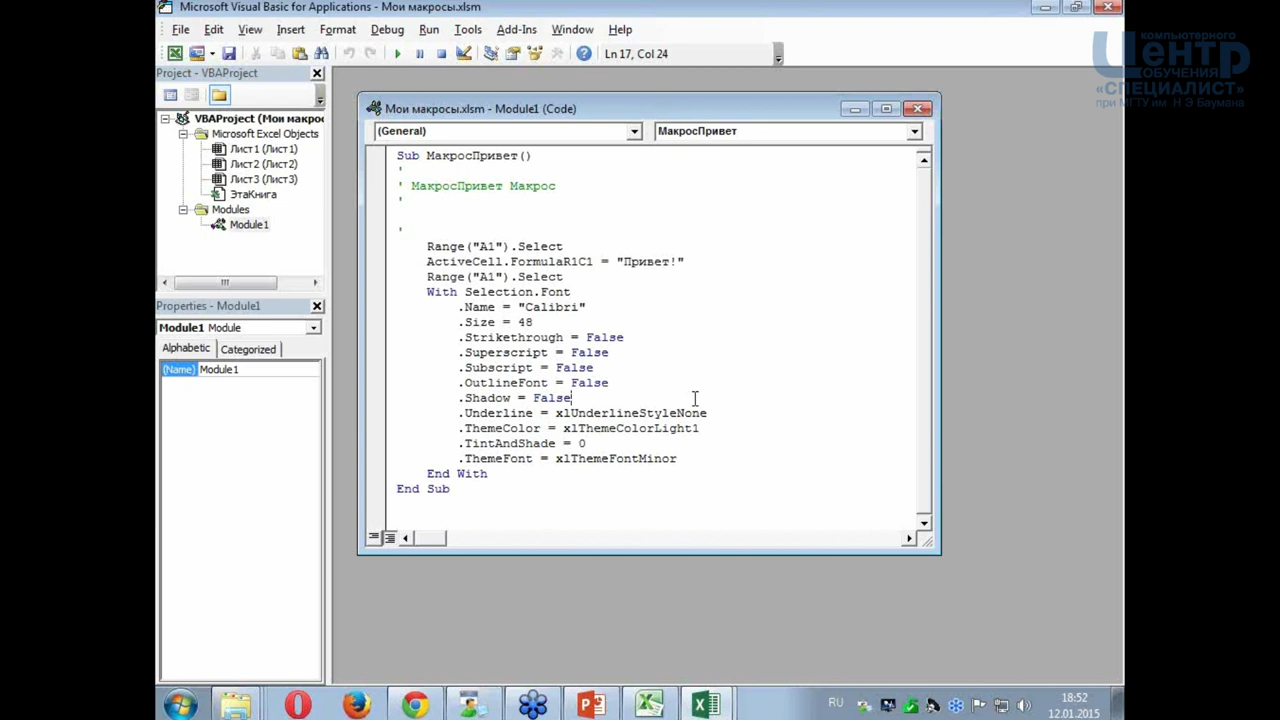 Microsoft Visual Basic for Applications - Мои макросы.xlsm
File Edit View Insert Format Debug Run Tools Add-Ins Window Help
Ln 17, Col 24
компьютерного
Центр
ОБУЧЕНИЯ
«СПЕЦИАЛИСТ»
при МГТУ им. Н.Э.Баумана
Project - VBAProject
VBAProject (Мои макрос
Microsoft Excel Objects
Лист1 (Лист1)
Лист2 (Лист2)
Лист3 (Лист3)
ЭтаКнига
Modules
Module1
Properties - Module1
Module1 Module
Alphabetic Categorized
(Name) Module1
Мои макросы.xlsm - Module1 (Code)
(General) МакросПривет
Sub МакросПривет()
'
' МакросПривет Макрос
'
'
Range("A1").Select
ActiveCell.FormulaR1C1 = "Привет!"
Range("A1").Select
With Selection.Font
.Name = "Calibri"
.Size = 48
.Strikethrough = False
.Superscript = False
.Subscript = False
.OutlineFont = False
.Shadow = False
.Underline = xlUnderlineStyleNone
.ThemeColor = xlThemeColorLight1
.TintAndShade = 0
.ThemeFont = xlThemeFontMinor
End With
End Sub
RU
18:52
12.01.2015